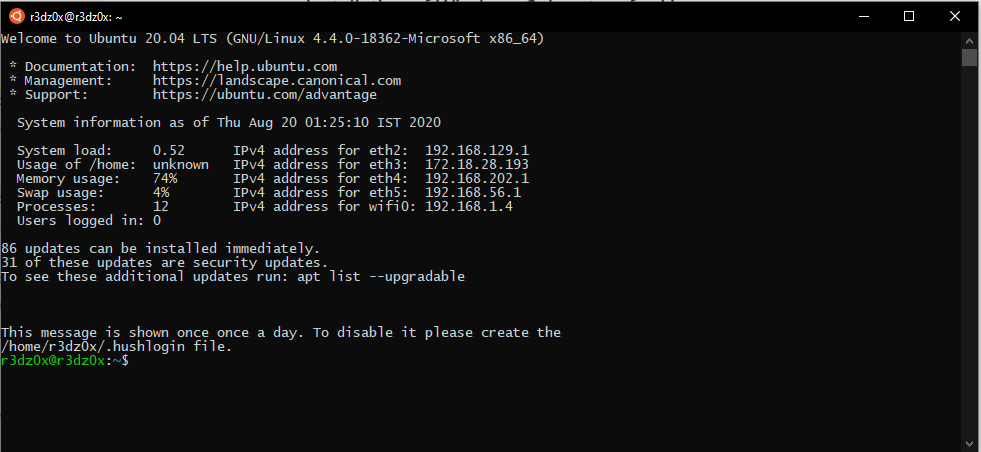 r3dz0x@r3dz0x: ~
Welcome to Ubuntu 20.04 LTS (GNU/Linux 4.4.0-18362-Microsoft x86_64)
* Documentation:  https://help.ubuntu.com
* Management:     https://landscape.canonical.com
* Support:        https://ubuntu.com/advantage
System information as of Thu Aug 20 01:25:10 IST 2020
System load:    0.52      IPv4 address for eth2:  192.168.129.1
Usage of /home: unknown   IPv4 address for eth3:  172.18.28.193
Memory usage:   74%       IPv4 address for eth4:  192.168.202.1
Swap usage:     4%        IPv4 address for eth5:  192.168.56.1
Processes:      12        IPv4 address for wifi0: 192.168.1.4
Users logged in: 0
86 updates can be installed immediately.
31 of these updates are security updates.
To see these additional updates run: apt list --upgradable
This message is shown once once a day. To disable it please create the
/home/r3dz0x/.hushlogin file.
r3dz0x@r3dz0x:~$